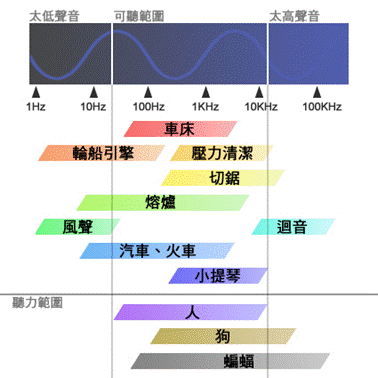 太低聲音 可聽範圍 太高聲音
1Hz 10Hz 100Hz 1KHz 10KHz 100KHz
車床
輪船引擎 壓力清潔
切鋸
熔爐
風聲 迴音
汽車、火車
小提琴
聽力範圍
人
狗
蝙蝠